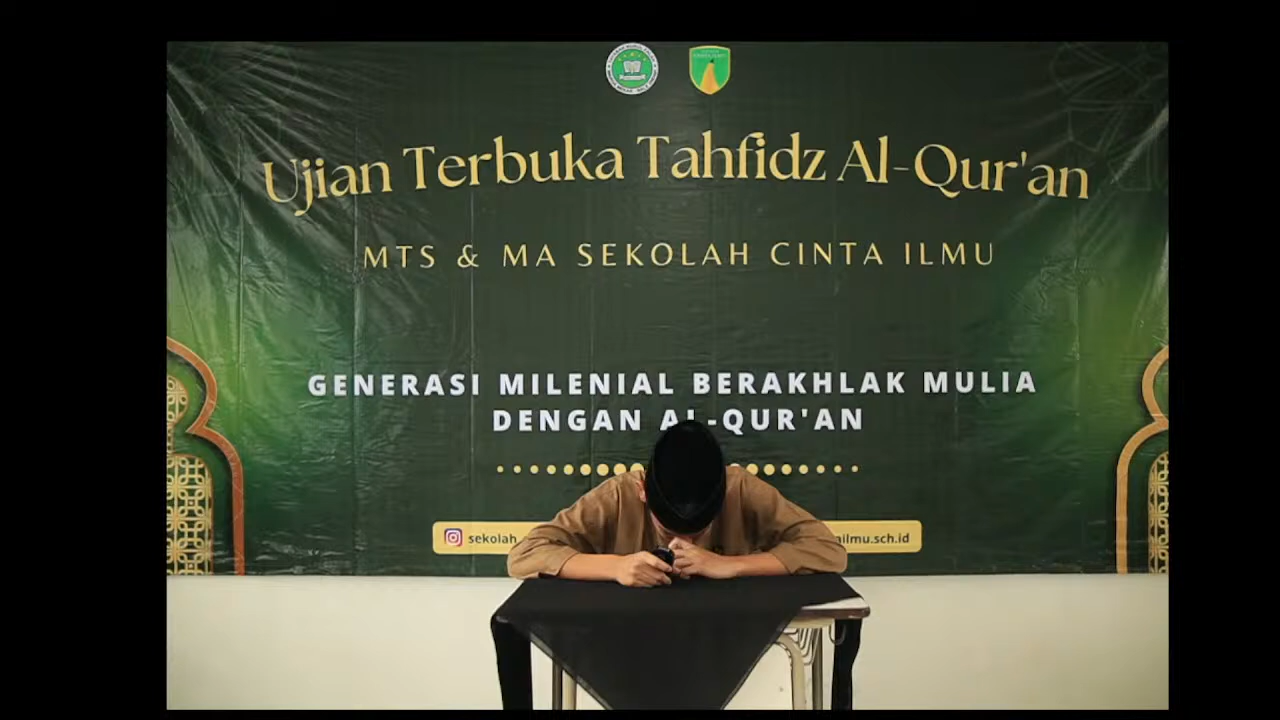 Ujian Terbuka Tahfidz Al-Qur'an
MTS & MA SEKOLAH CINTA ILMU
GENERASI MILENIAL BERAKHLAK MULIA
DENGAN AL-QUR'AN
sekolah
ailmu.sch.id